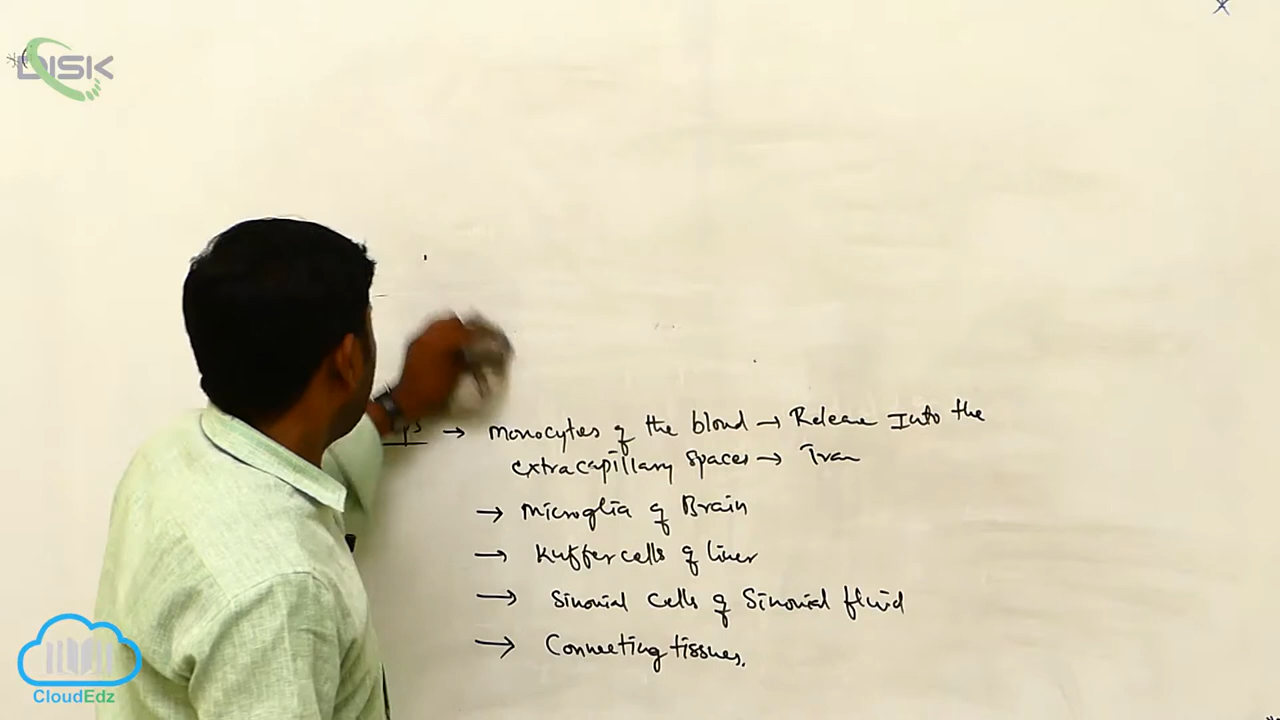 DISK
→ Monocytes of the blood → Release Into the
extracapillary spaces → Tran
→ Microglia of Brain
→ Kuffer cells of liver
→ Sinovial cells of Sinovial fluid
→ Connecting tissues.
CloudEdz